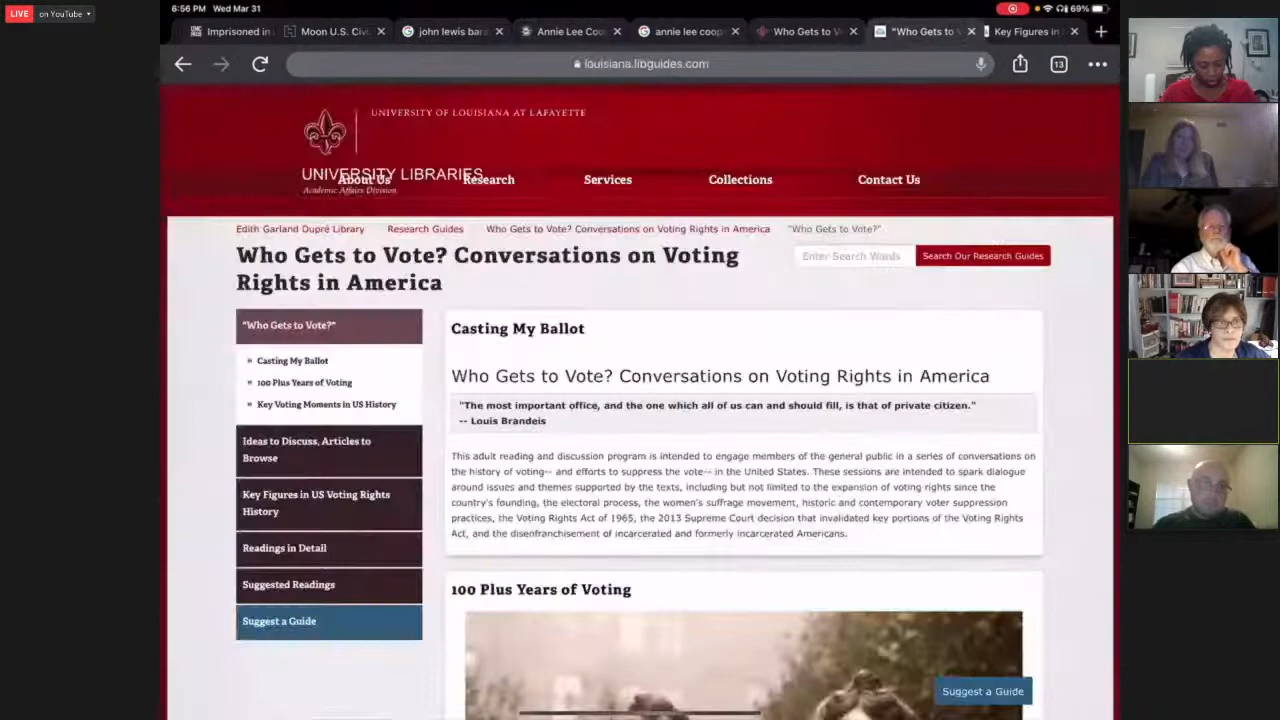 LIVE on YouTube
6:56 PM Wed Mar 31
69%
Imprisoned in
Moon U.S. Civi
john lewis bara
Annie Lee Coo
annie lee coop
Who Gets to V
"Who Gets to
Key Figures in
louisiana.libguides.com
13
UNIVERSITY OF LOUISIANA AT LAFAYETTE
UNIVERSITY LIBRARIES
Academic Affairs Division
About Us
Research
Services
Collections
Contact Us
Edith Garland Dupré Library
Research Guides
Who Gets to Vote? Conversations on Voting Rights in America
"Who Gets to Vote?"
Who Gets to Vote? Conversations on Voting
Rights in America
Enter Search Words
Search Our Research Guides
"Who Gets to Vote?"
» Casting My Ballot
» 100 Plus Years of Voting
» Key Voting Moments in US History
Ideas to Discuss, Articles to
Browse
Key Figures in US Voting Rights
History
Readings in Detail
Suggested Readings
Suggest a Guide
Casting My Ballot
Who Gets to Vote? Conversations on Voting Rights in America
"The most important office, and the one which all of us can and should fill, is that of private citizen."
-- Louis Brandeis
This adult reading and discussion program is intended to engage members of the general public in a series of conversations on
the history of voting-- and efforts to suppress the vote-- in the United States. These sessions are intended to spark dialogue
around issues and themes supported by the texts, including but not limited to the expansion of voting rights since the
country's founding, the electoral process, the women's suffrage movement, historic and contemporary voter suppression
practices, the Voting Rights Act of 1965, the 2013 Supreme Court decision that invalidated key portions of the Voting Rights
Act, and the disenfranchisement of incarcerated and formerly incarcerated Americans.
100 Plus Years of Voting
Suggest a Guide